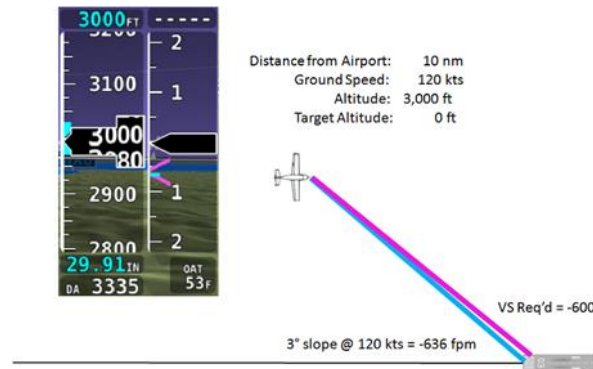 3000FT -----
3200
2
3100
1
3000
80
2900
1
2800
2
29.91IN
OAT
53F
DA 3335
Distance from Airport: 10 nm
Ground Speed: 120 kts
Altitude: 3,000 ft
Target Altitude: 0 ft
VS Req'd = -600
3° slope @ 120 kts = -636 fpm